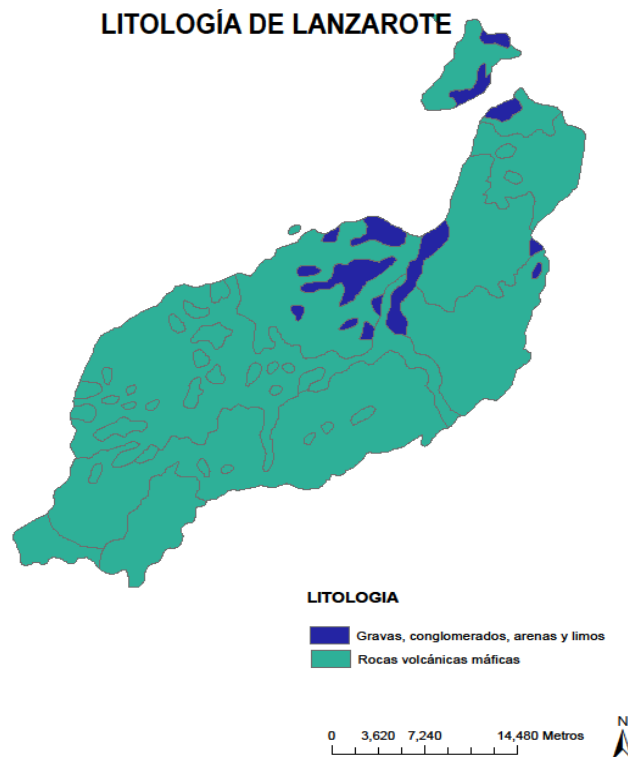 LITOLOGÍA DE LANZAROTE
LITOLOGIA
Gravas, conglomerados, arenas y limos
Rocas volcánicas máficas
0 3,620 7,240 14,480 Metros
N